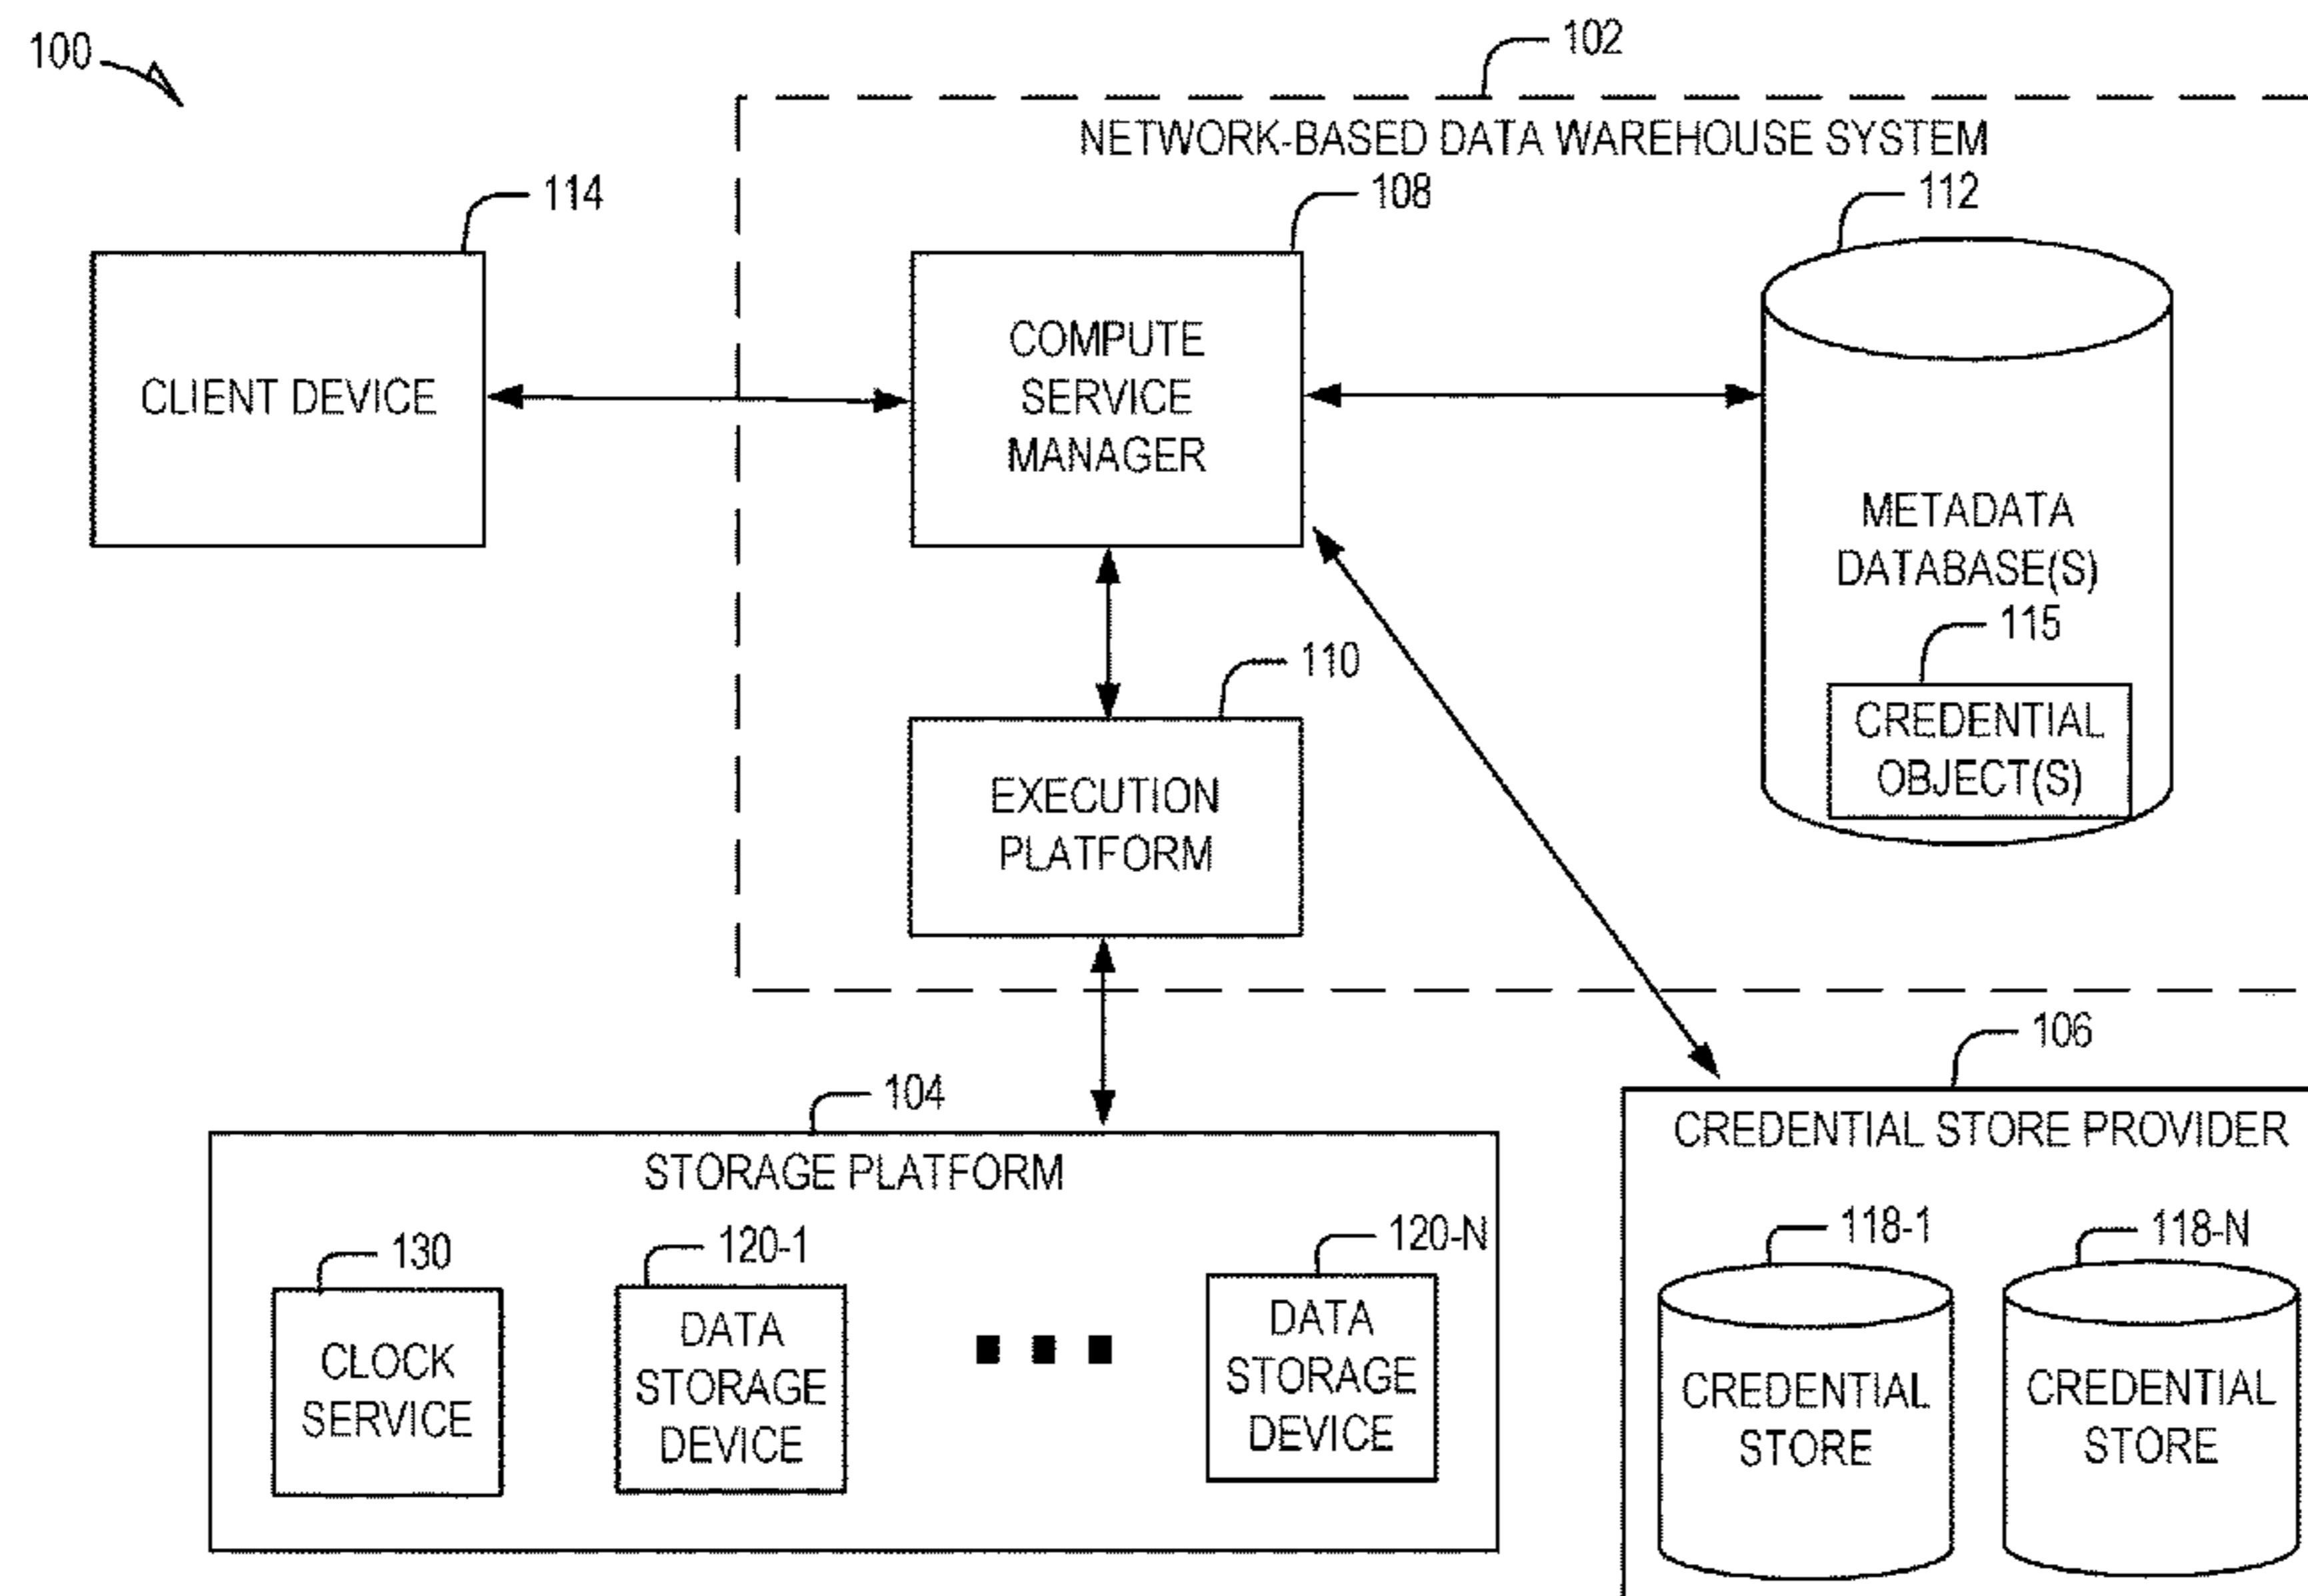 100
102
NETWORK-BASED DATA WAREHOUSE SYSTEM
114
108
112
CLIENT DEVICE
COMPUTE
SERVICE
MANAGER
METADATA
DATABASE(S)
115
CREDENTIAL
OBJECT(S)
110
EXECUTION
PLATFORM
106
CREDENTIAL STORE PROVIDER
104
STORAGE PLATFORM
130
CLOCK
SERVICE
120-1
DATA
STORAGE
DEVICE
120-N
DATA
STORAGE
DEVICE
118-1
CREDENTIAL
STORE
118-N
CREDENTIAL
STORE